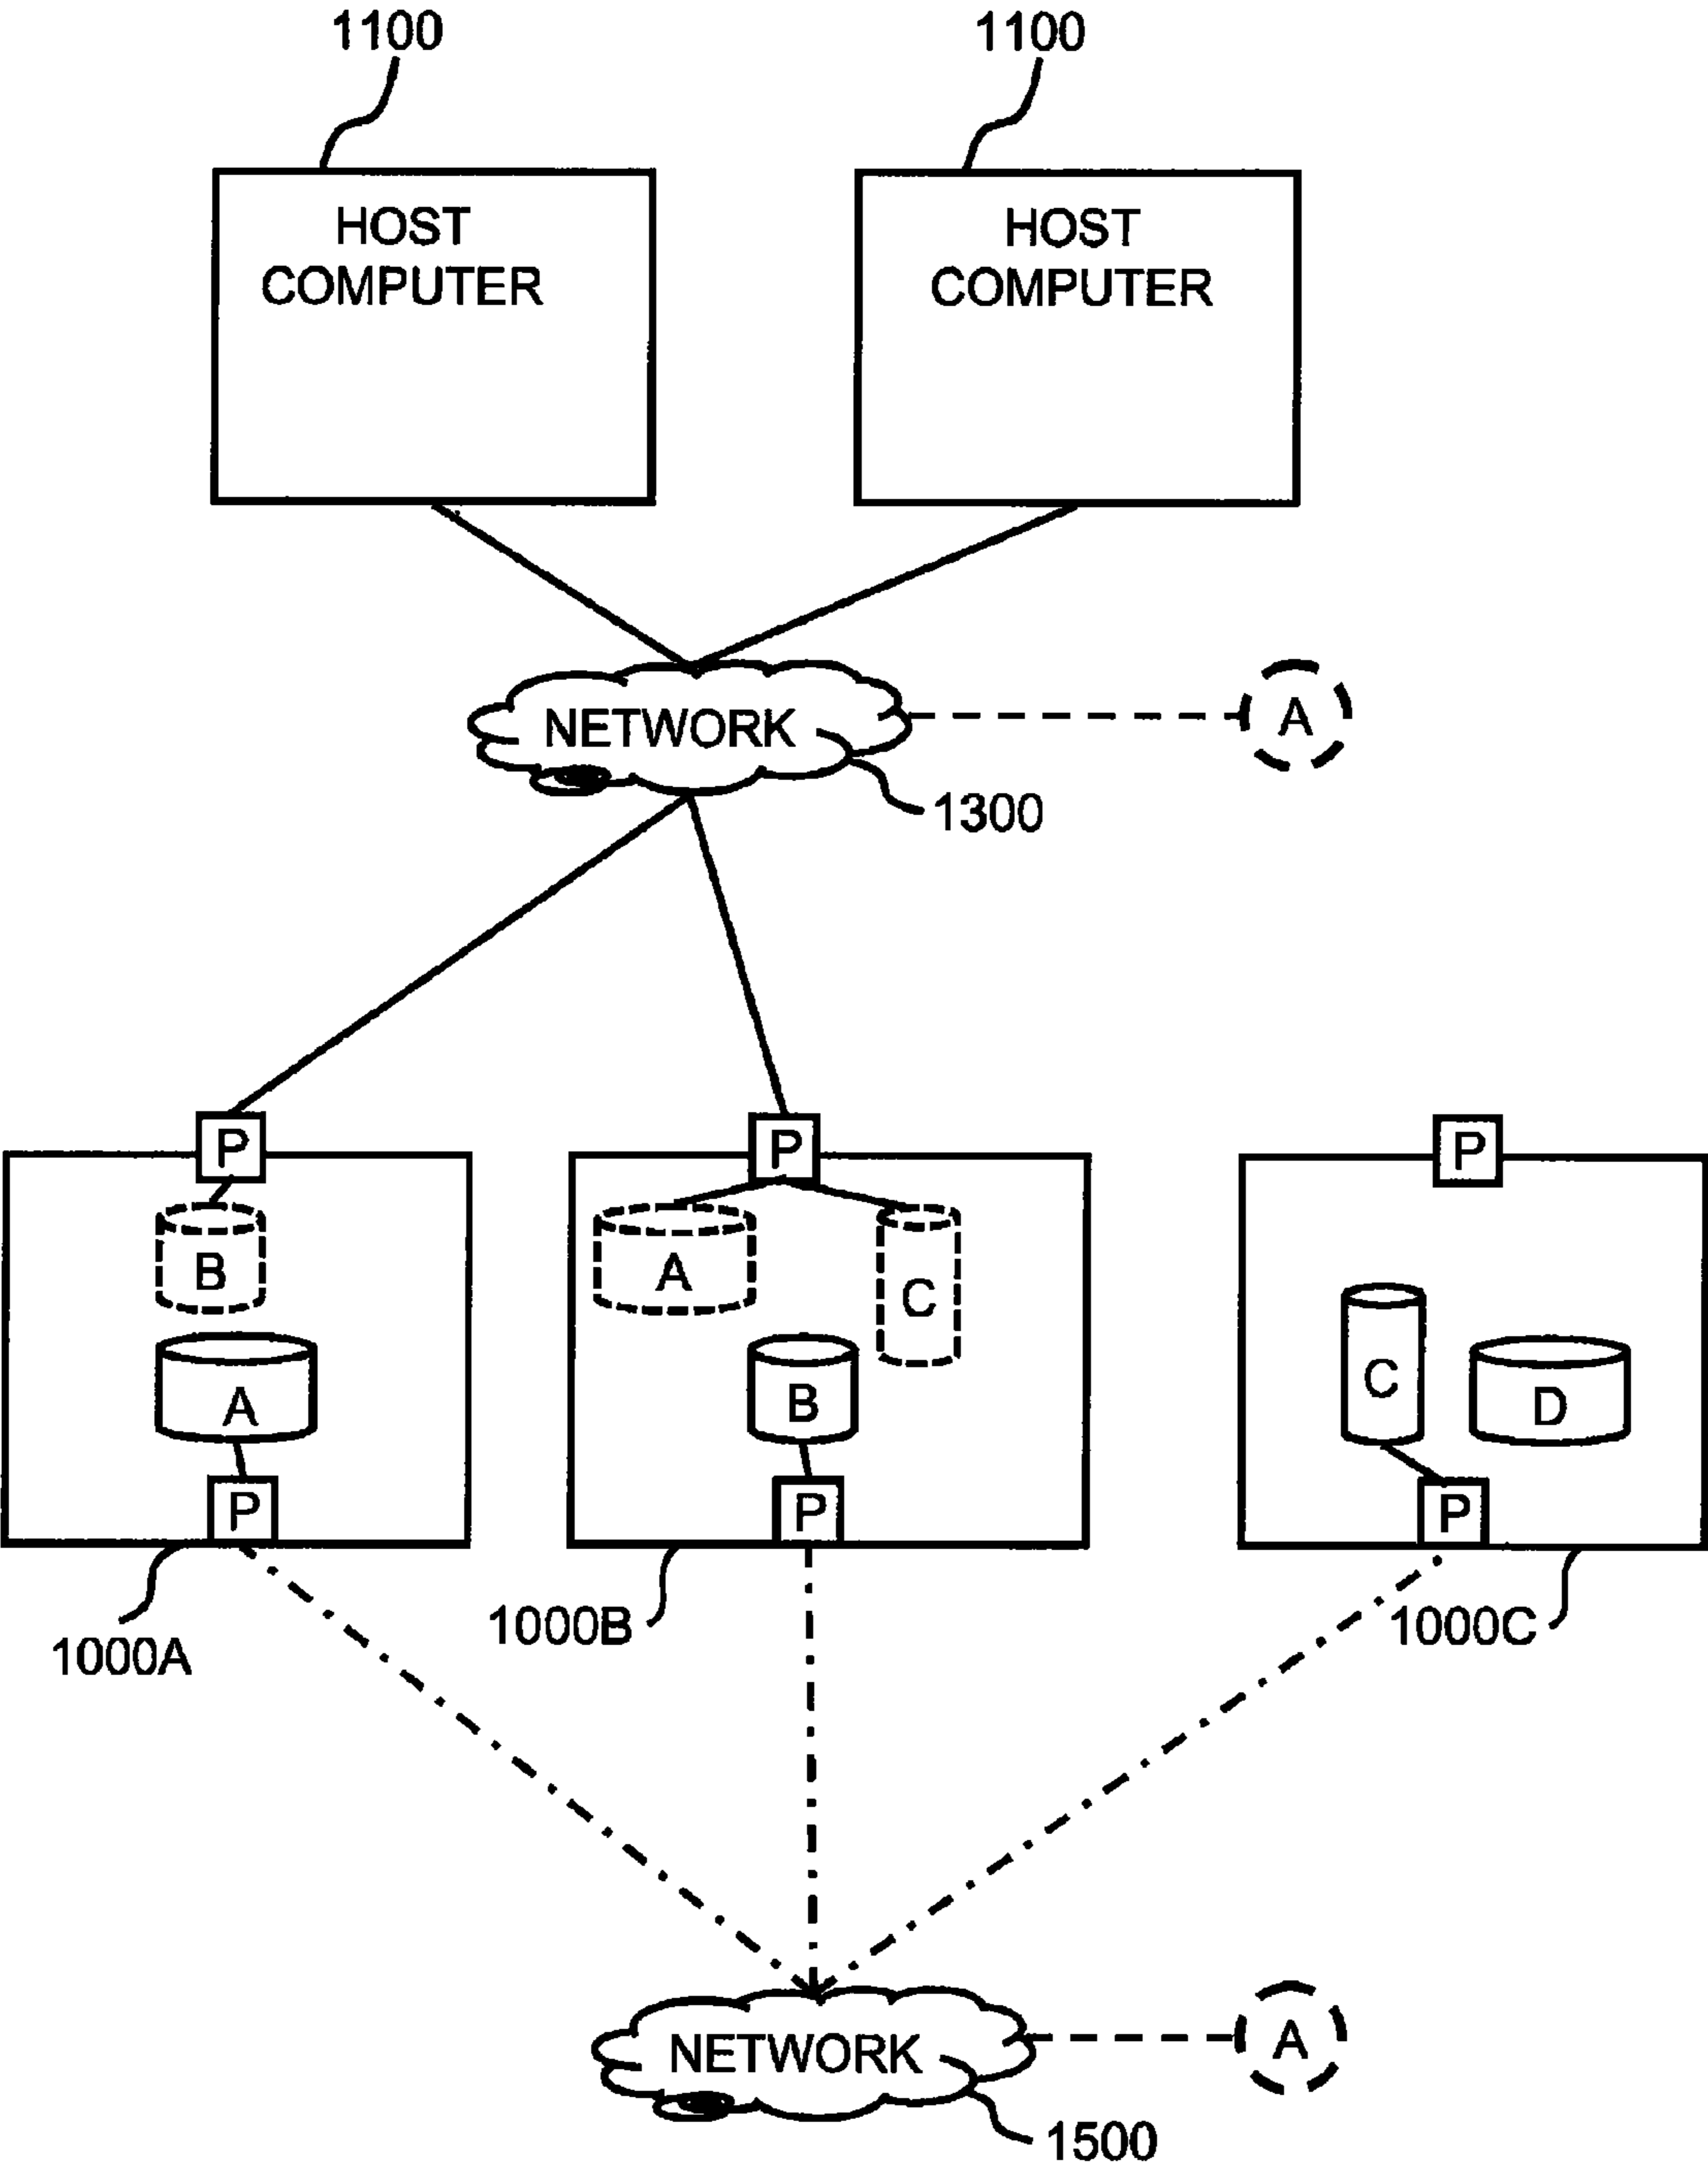 1100
1100
HOST
COMPUTER
HOST
COMPUTER
NETWORK
A
1300
P
P
P
B
A
C
A
B
C
D
P
P
P
1000A
1000B
1000C
NETWORK
A
1500